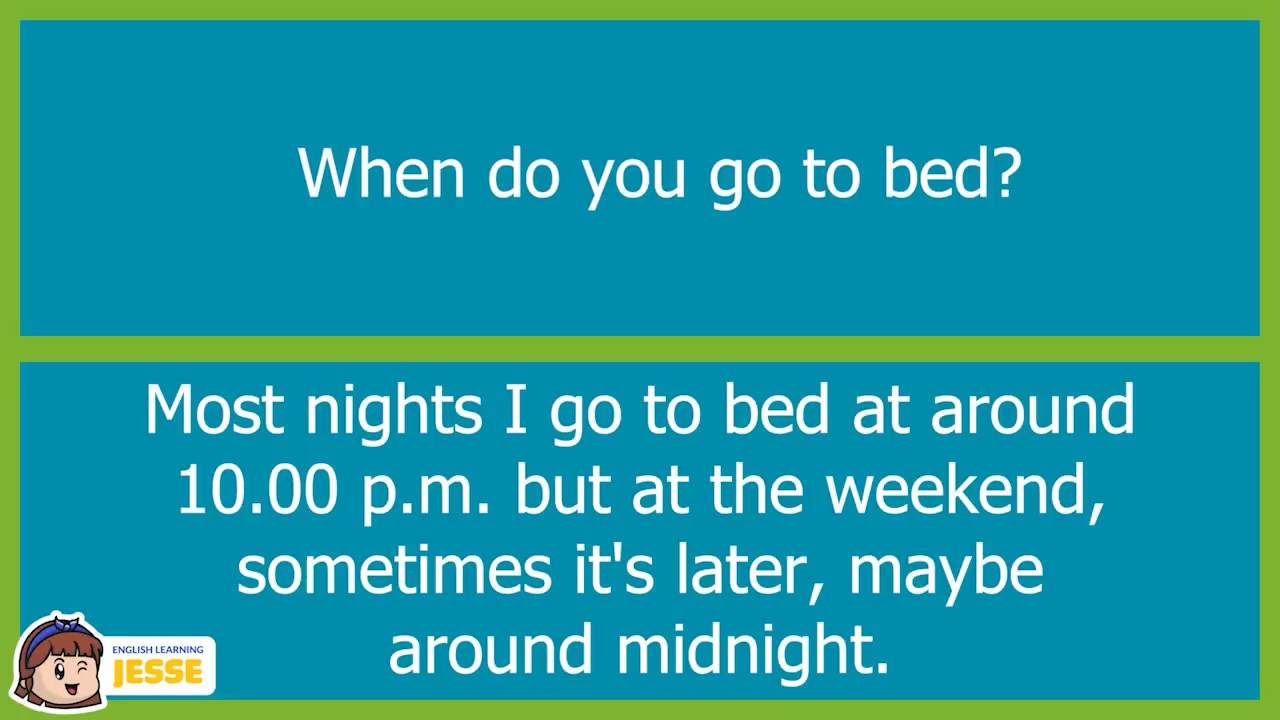 When do you go to bed?
Most nights I go to bed at around
10.00 p.m. but at the weekend,
sometimes it's later, maybe
around midnight.
ENGLISH LEARNING
JESSE